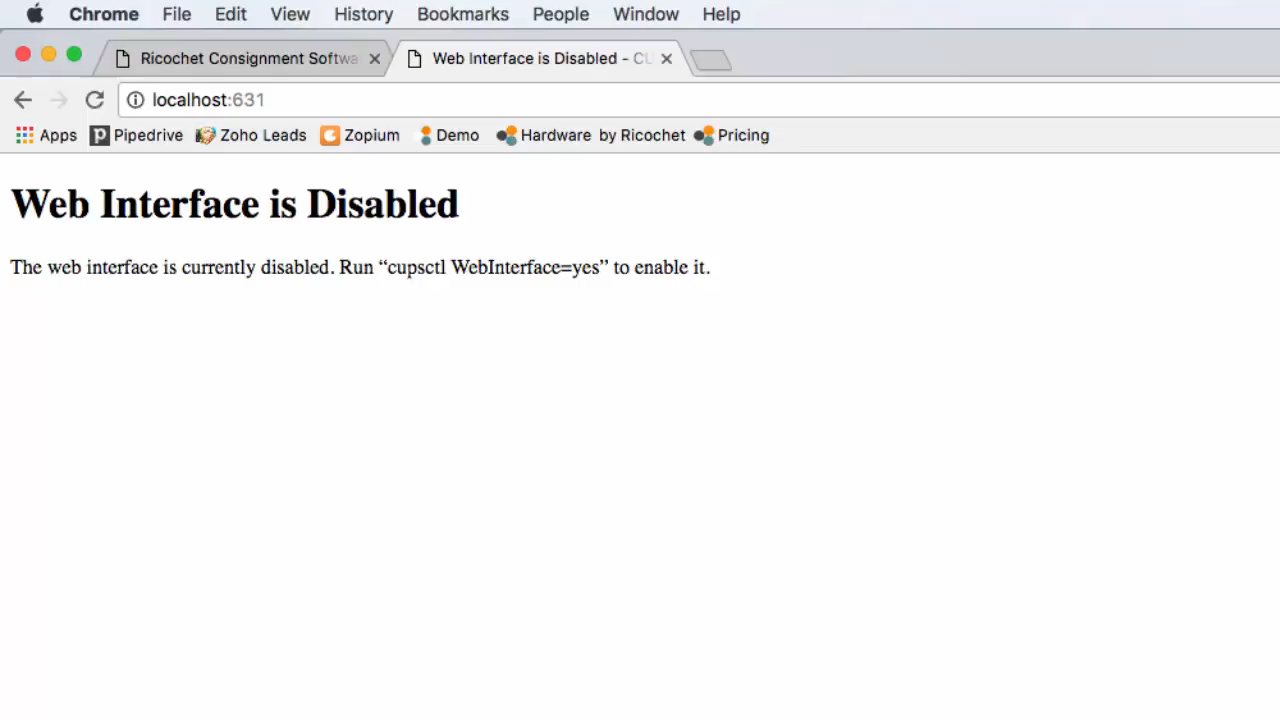 Chrome File Edit View History Bookmarks People Window Help
Ricochet Consignment Softwa Web Interface is Disabled - CU
localhost:631
Apps Pipedrive Zoho Leads Zopium Demo Hardware by Ricochet Pricing
Web Interface is Disabled
The web interface is currently disabled. Run “cupsctl WebInterface=yes” to enable it.